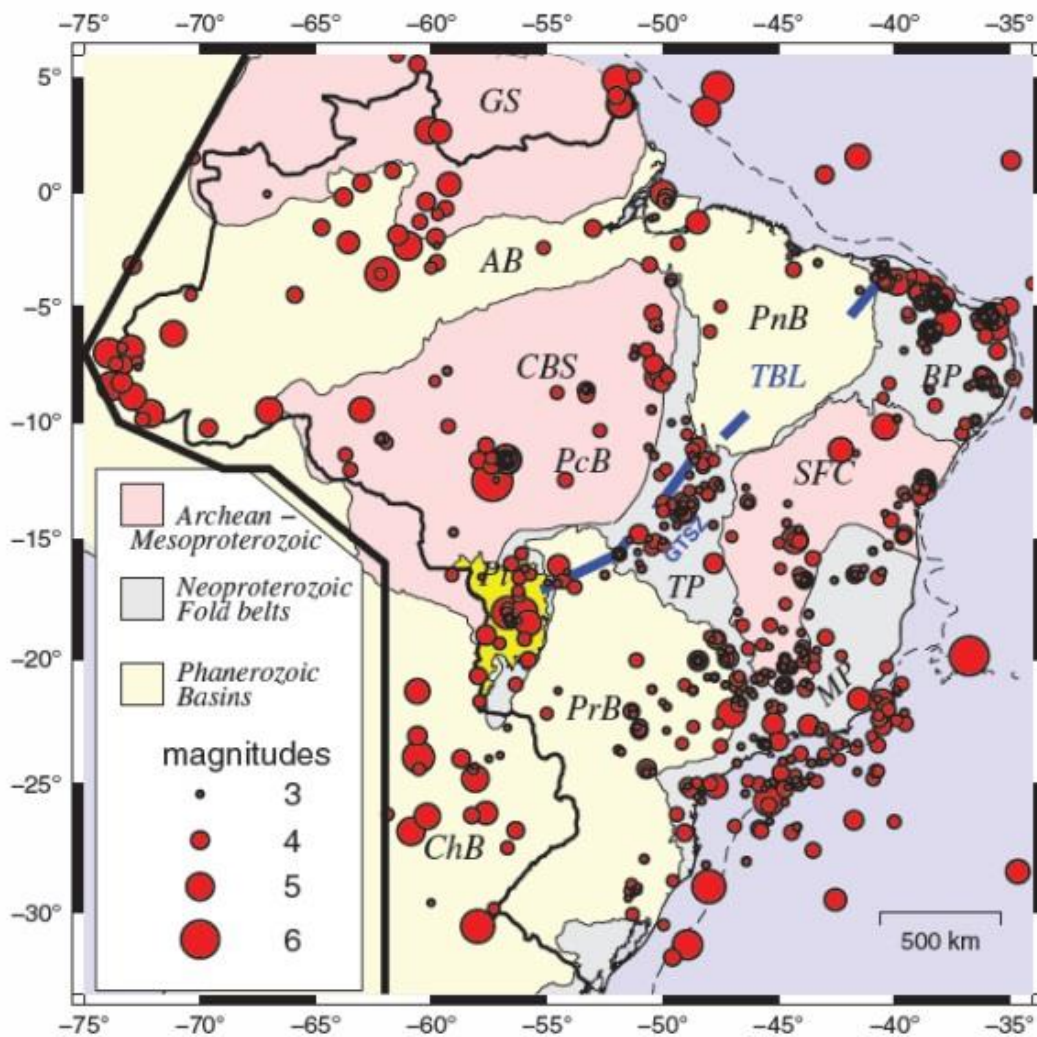 −75° −70° −65° −60° −55° −50° −45° −40° −35°
5°
0°
−5°
−10°
−15°
−20°
−25°
−30°
GS
AB
PnB
CBS
TBL
BP
PcB
SFC
GTSZ
TP
MP
PrB
ChB
Archean –
Mesoproterozoic
Neoproterozoic
Fold belts
Phanerozoic
Basins
magnitudes
3
4
5
6
500 km
−75° −70° −65° −60° −55° −50° −45° −40° −35°